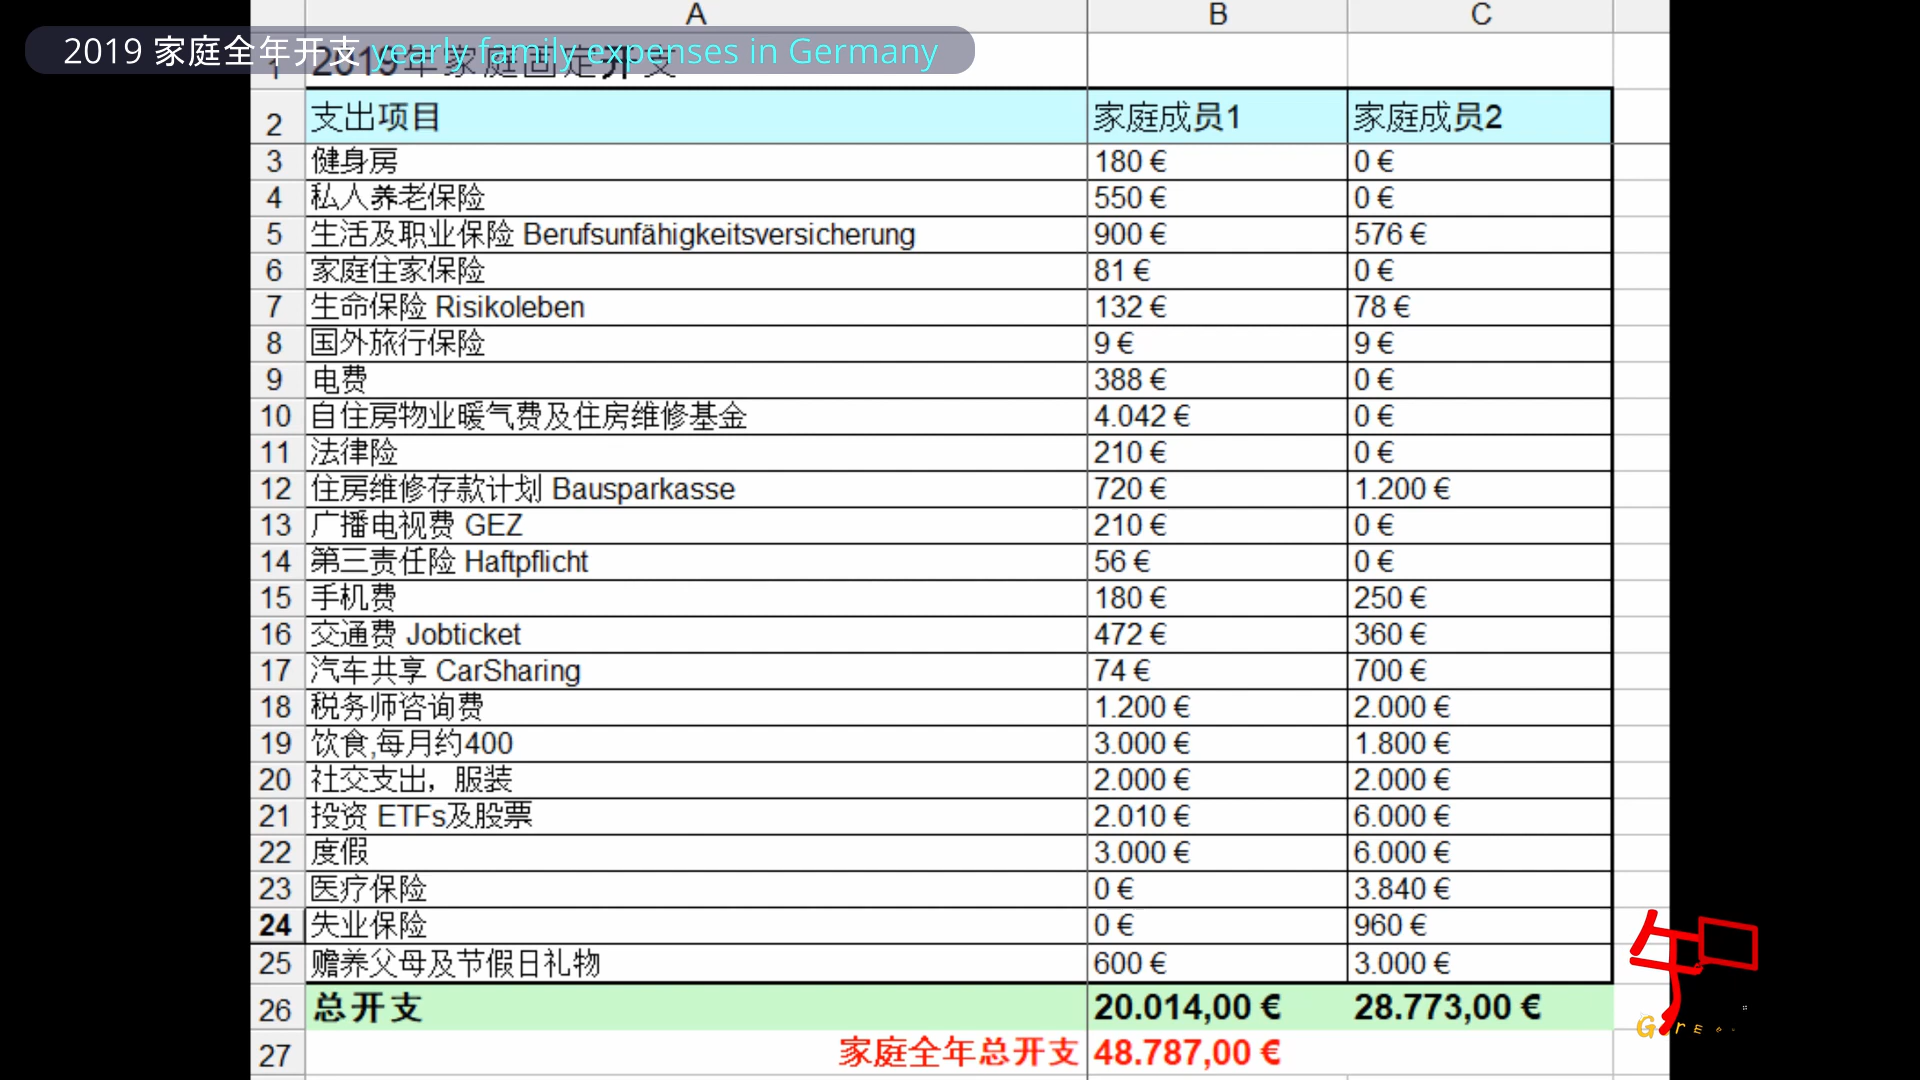 A B C
2019 家庭全年开支 yearly family expenses in Germany
1 2019年家庭固定开支
2 支出项目 家庭成员1 家庭成员2
3 健身房 180 € 0 €
4 私人养老保险 550 € 0 €
5 生活及职业保险 Berufsunfähigkeitsversicherung 900 € 576 €
6 家庭住家保险 81 € 0 €
7 生命保险 Risikoleben 132 € 78 €
8 国外旅行保险 9 € 9 €
9 电费 388 € 0 €
10 自住房物业暖气费及住房维修基金 4.042 € 0 €
11 法律险 210 € 0 €
12 住房维修存款计划 Bausparkasse 720 € 1.200 €
13 广播电视费 GEZ 210 € 0 €
14 第三责任险 Haftpflicht 56 € 0 €
15 手机费 180 € 250 €
16 交通费 Jobticket 472 € 360 €
17 汽车共享 CarSharing 74 € 700 €
18 税务师咨询费 1.200 € 2.000 €
19 饮食,每月约400 3.000 € 1.800 €
20 社交支出，服装 2.000 € 2.000 €
21 投资 ETFs及股票 2.010 € 6.000 €
22 度假 3.000 € 6.000 €
23 医疗保险 0 € 3.840 €
24 失业保险 0 € 960 €
25 赡养父母及节假日礼物 600 € 3.000 €
26 总开支 20.014,00 € 28.773,00 €
27 家庭全年总开支 48.787,00 €
知